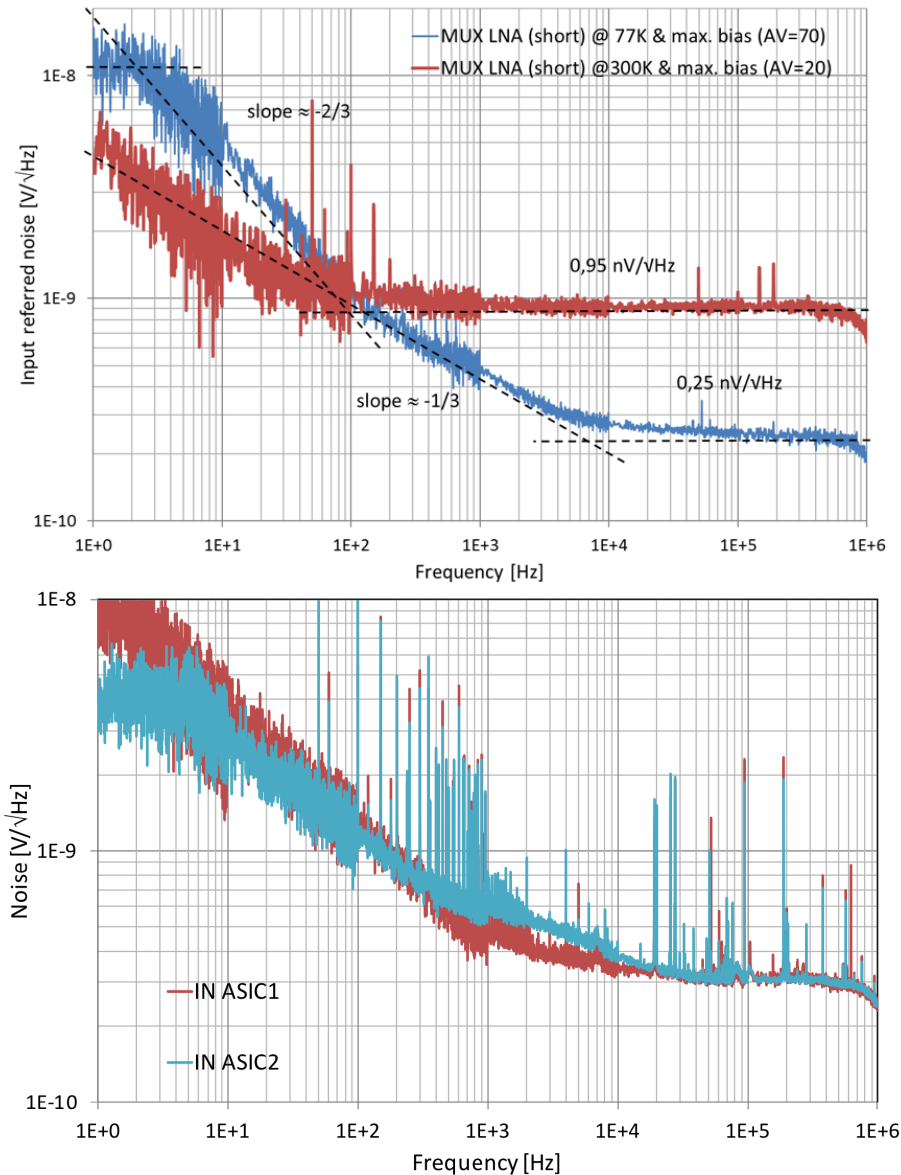 MUX LNA (short) @ 77K & max. bias (AV=70)
MUX LNA (short) @300K & max. bias (AV=20)
1E-8
slope ≈ -2/3
Input referred noise [V/√Hz]
0,95 nV/√Hz
1E-9
0,25 nV/√Hz
slope ≈ -1/3
1E-10
1E+0 1E+1 1E+2 1E+3 1E+4 1E+5 1E+6
Frequency [Hz]
1E-8
Noise [V/√Hz]
1E-9
IN ASIC1
IN ASIC2
1E-10
1E+0 1E+1 1E+2 1E+3 1E+4 1E+5 1E+6
Frequency [Hz]